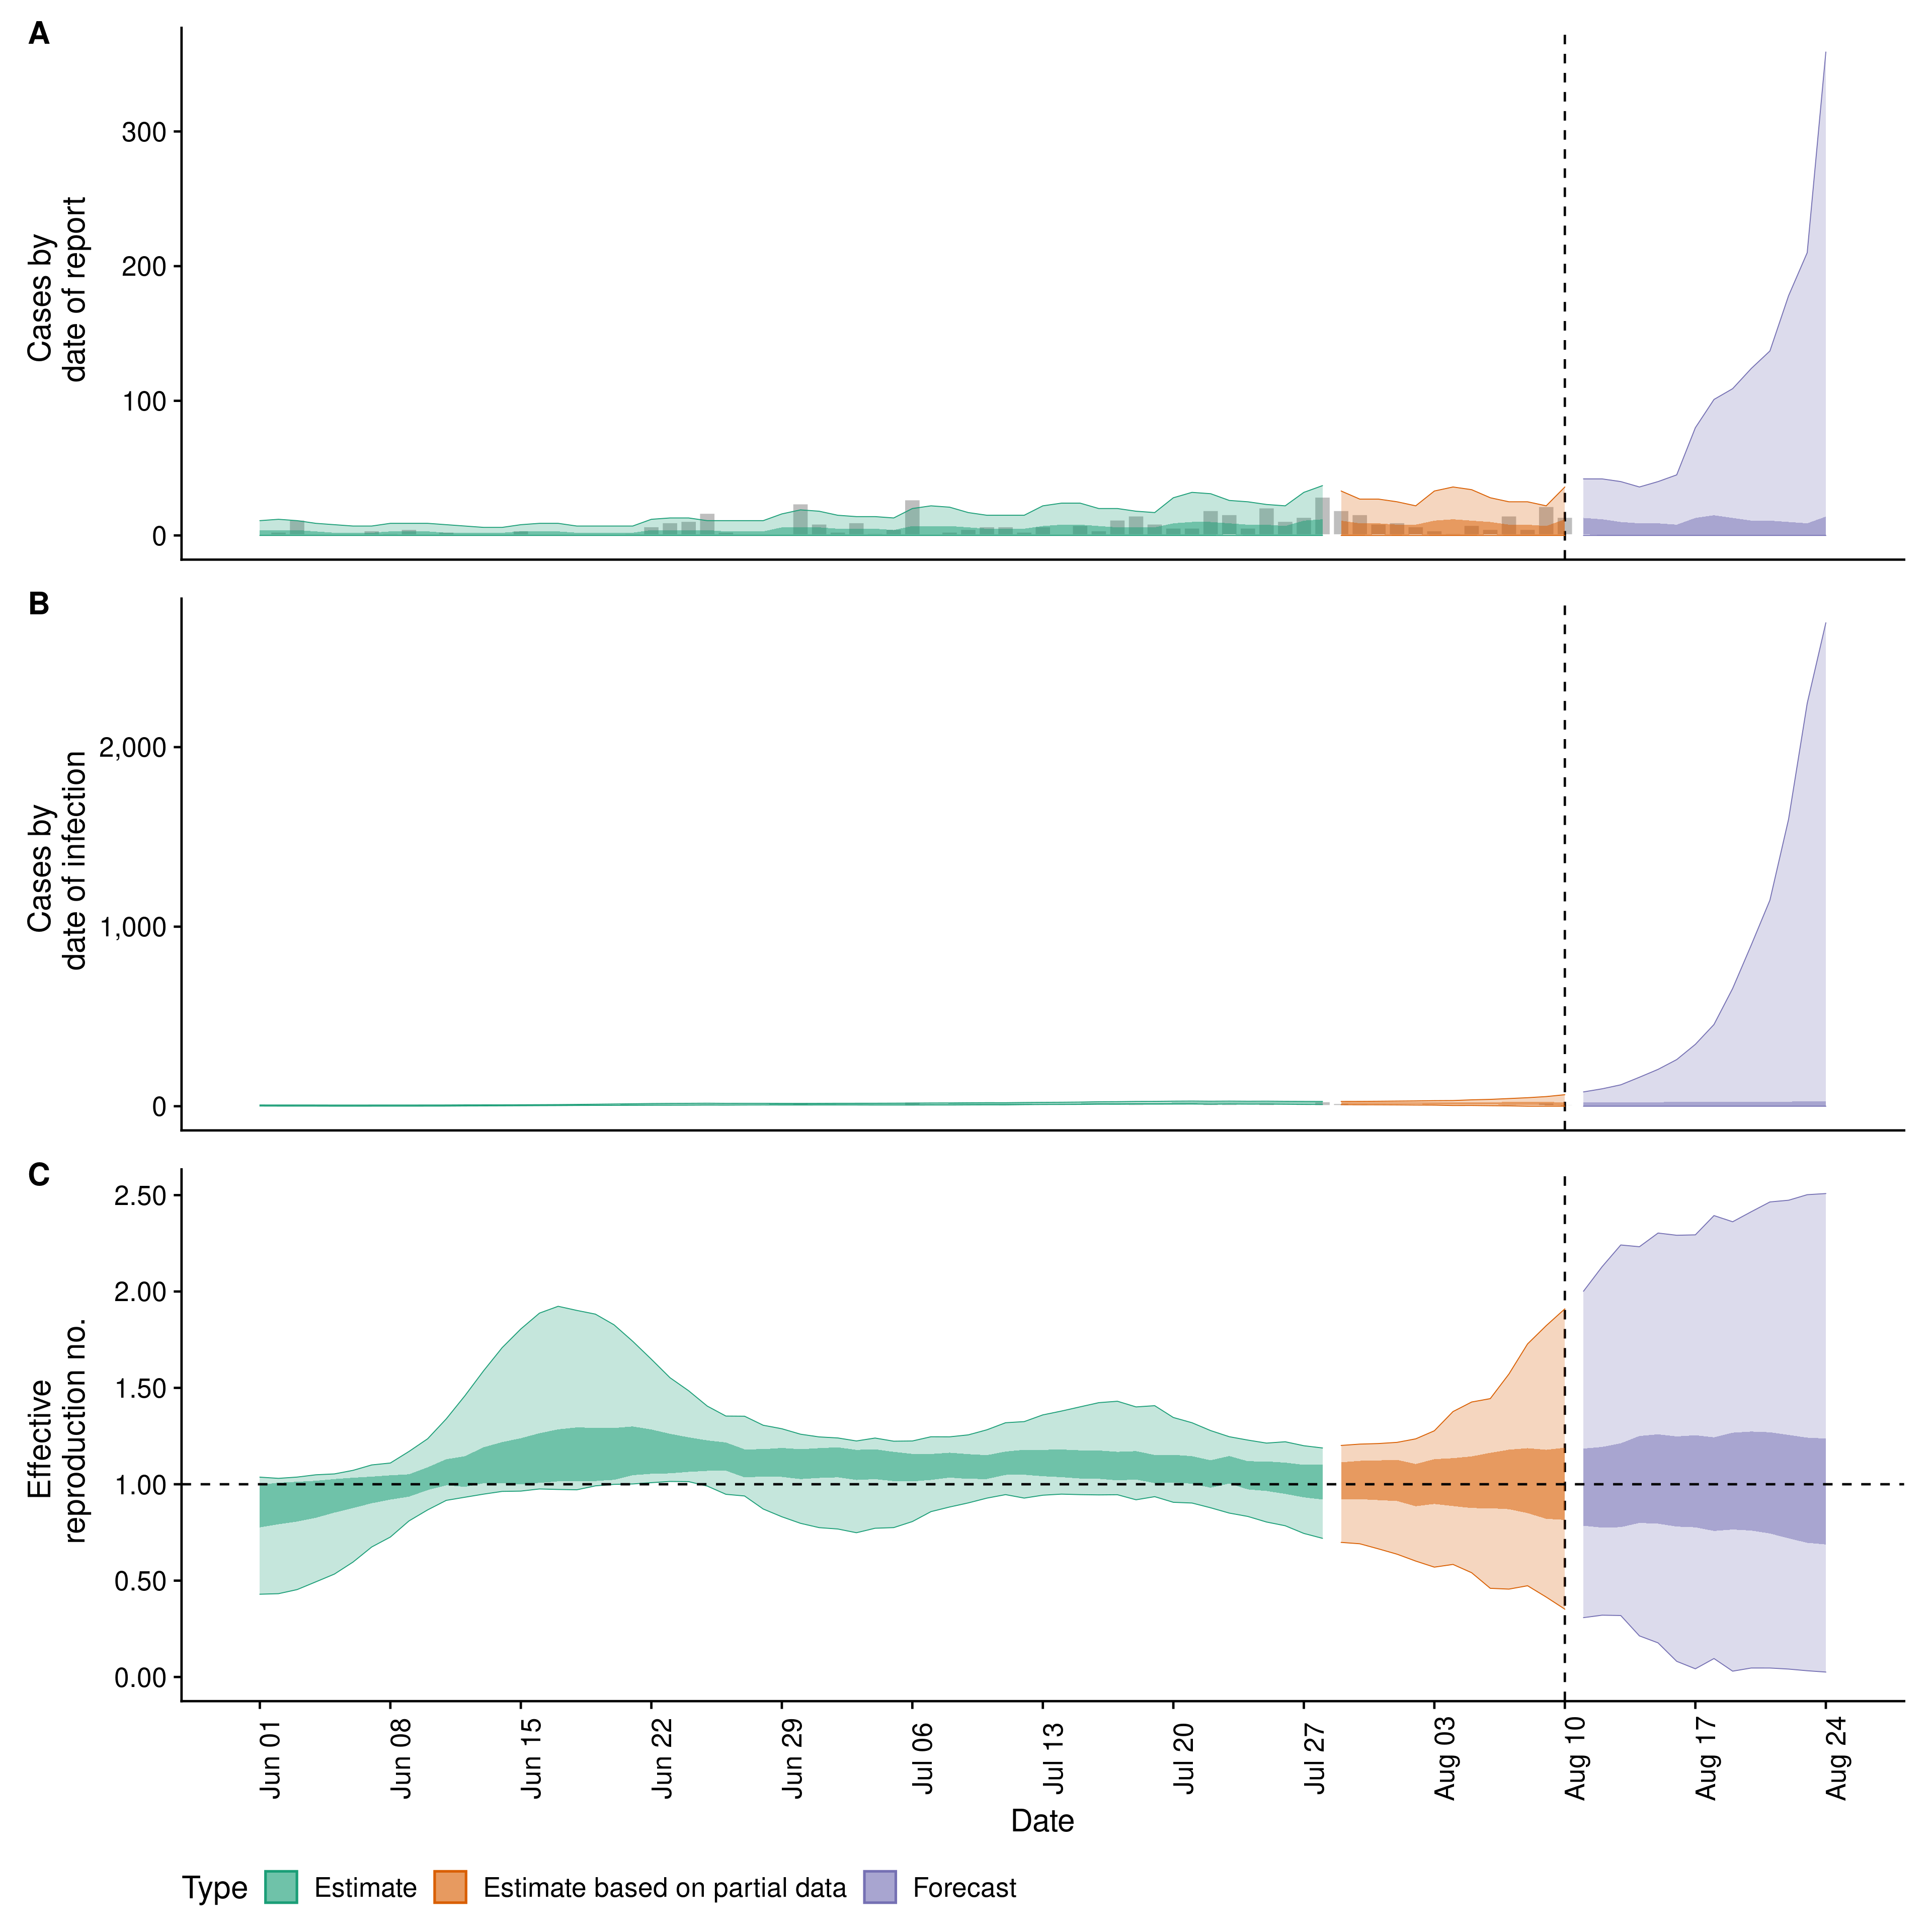 A
Cases by
date of report
300
200
100
0
B
Cases by
date of infection
2,000
1,000
0
C
Effective
reproduction no.
2.50
2.00
1.50
1.00
0.50
0.00
Jun 01
Jun 08
Jun 15
Jun 22
Jun 29
Jul 06
Jul 13
Jul 20
Jul 27
Aug 03
Aug 10
Aug 17
Aug 24
Date
Type Estimate Estimate based on partial data Forecast